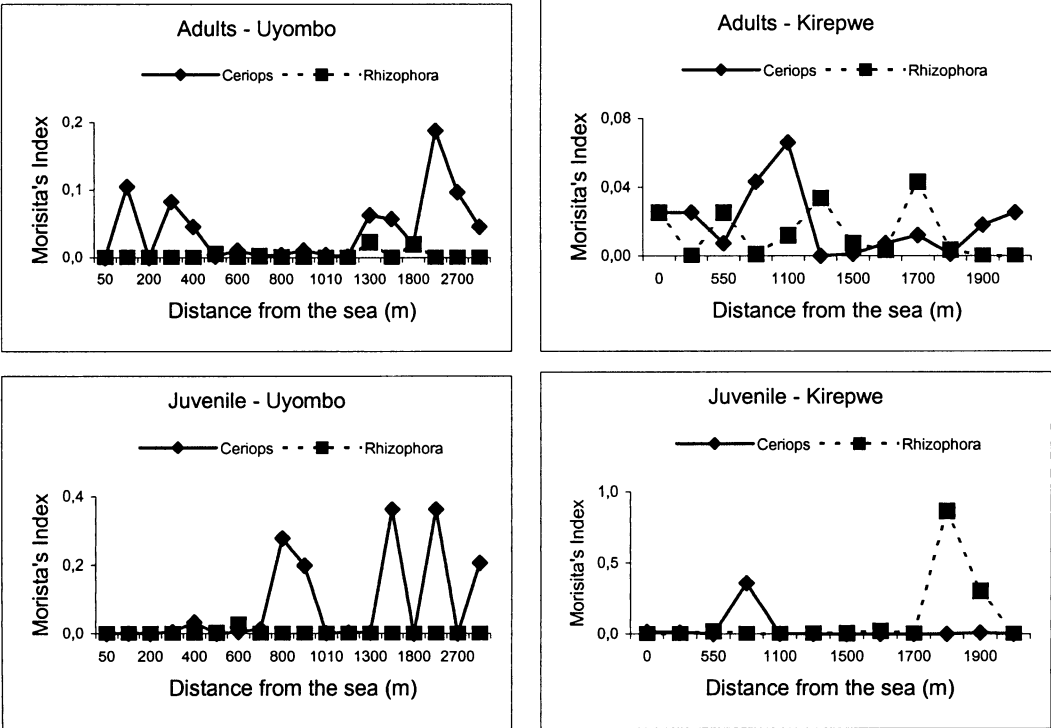 Adults - Uyombo
Ceriops Rhizophora
Morisita's Index
0,2
0,1
0,0
50 200 400 600 800 1010 1300 1800 2700
Distance from the sea (m)
Adults - Kirepwe
Ceriops Rhizophora
Morisita's Index
0,08
0,04
0,00
0 550 1100 1500 1700 1900
Distance from the sea (m)
Juvenile - Uyombo
Ceriops Rhizophora
Morista's Index
0,4
0,2
0,0
50 200 400 600 800 1010 1300 1800 2700
Distance from the sea (m)
Juvenile - Kirepwe
Ceriops Rhizophora
Morisita's Index
1,0
0,5
0,0
0 550 1100 1500 1700 1900
Distance from the sea (m)